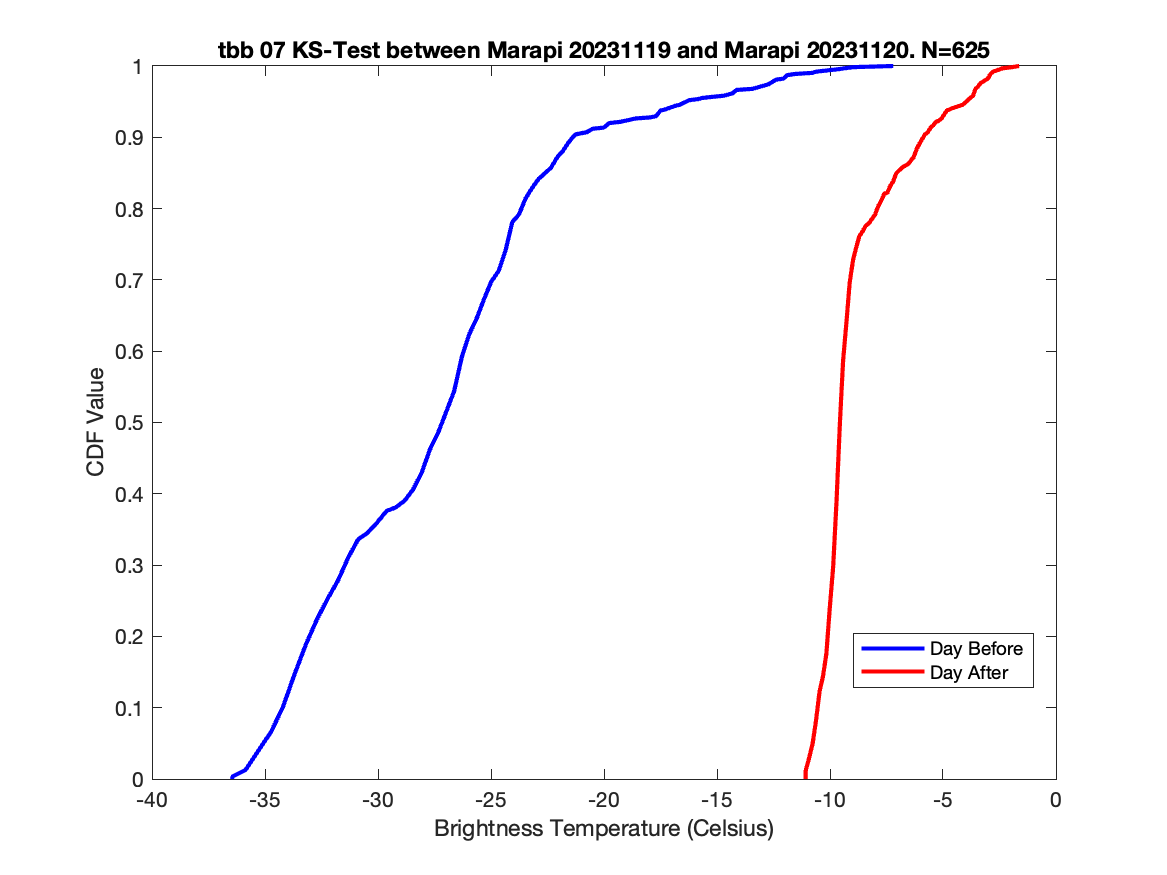 tbb 07 KS-Test between Marapi 20231119 and Marapi 20231120. N=625
1
0.9
0.8
0.7
0.6
0.5
0.4
0.3
0.2
0.1
0
CDF Value
Day Before
Day After
-40 -35 -30 -25 -20 -15 -10 -5 0
Brightness Temperature (Celsius)